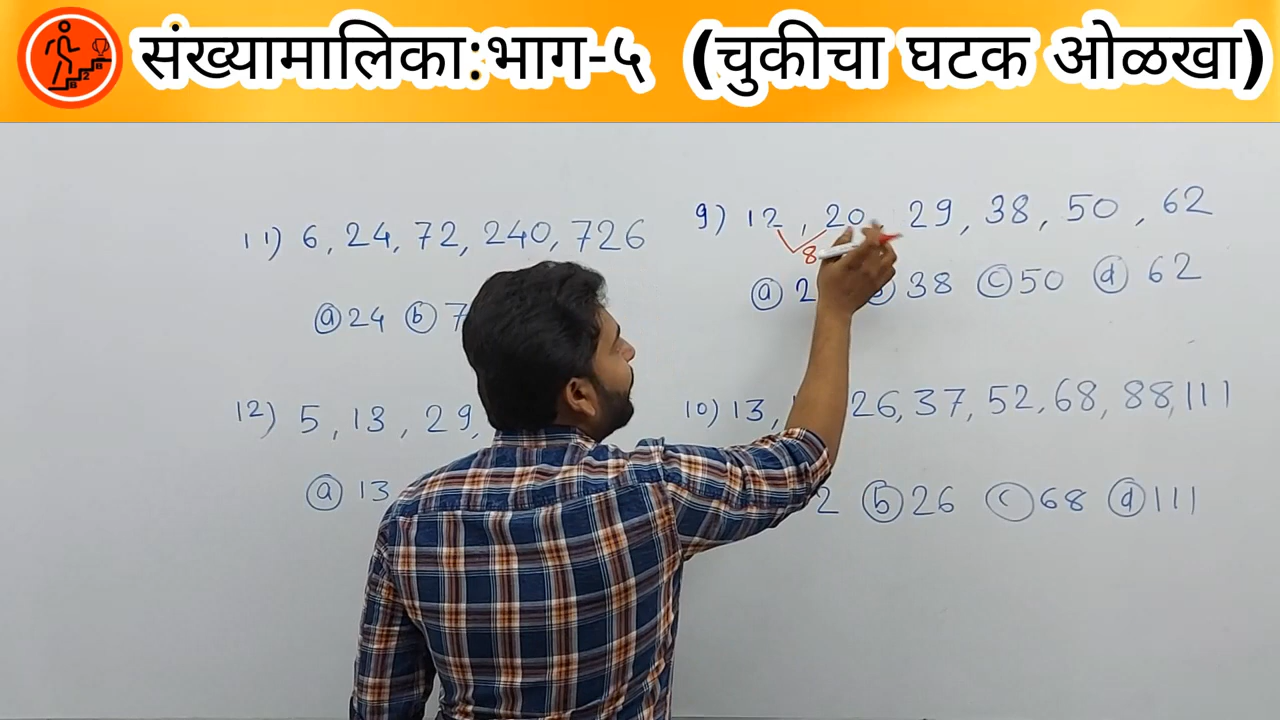 संख्यामालिका:भाग-५ (चुकीचा घटक ओळखा)
11) 6, 24, 72, 240, 726
ⓐ 24 ⓑ 7
12) 5, 13, 29,
ⓐ 13
9) 12, 20, 29, 38, 50, 62
8
ⓐ 2 38 ⓒ 50 ⓓ 62
10) 13, 26, 37, 52, 68, 88, 111
2 ⓑ 26 ⓒ 68 ⓓ 111